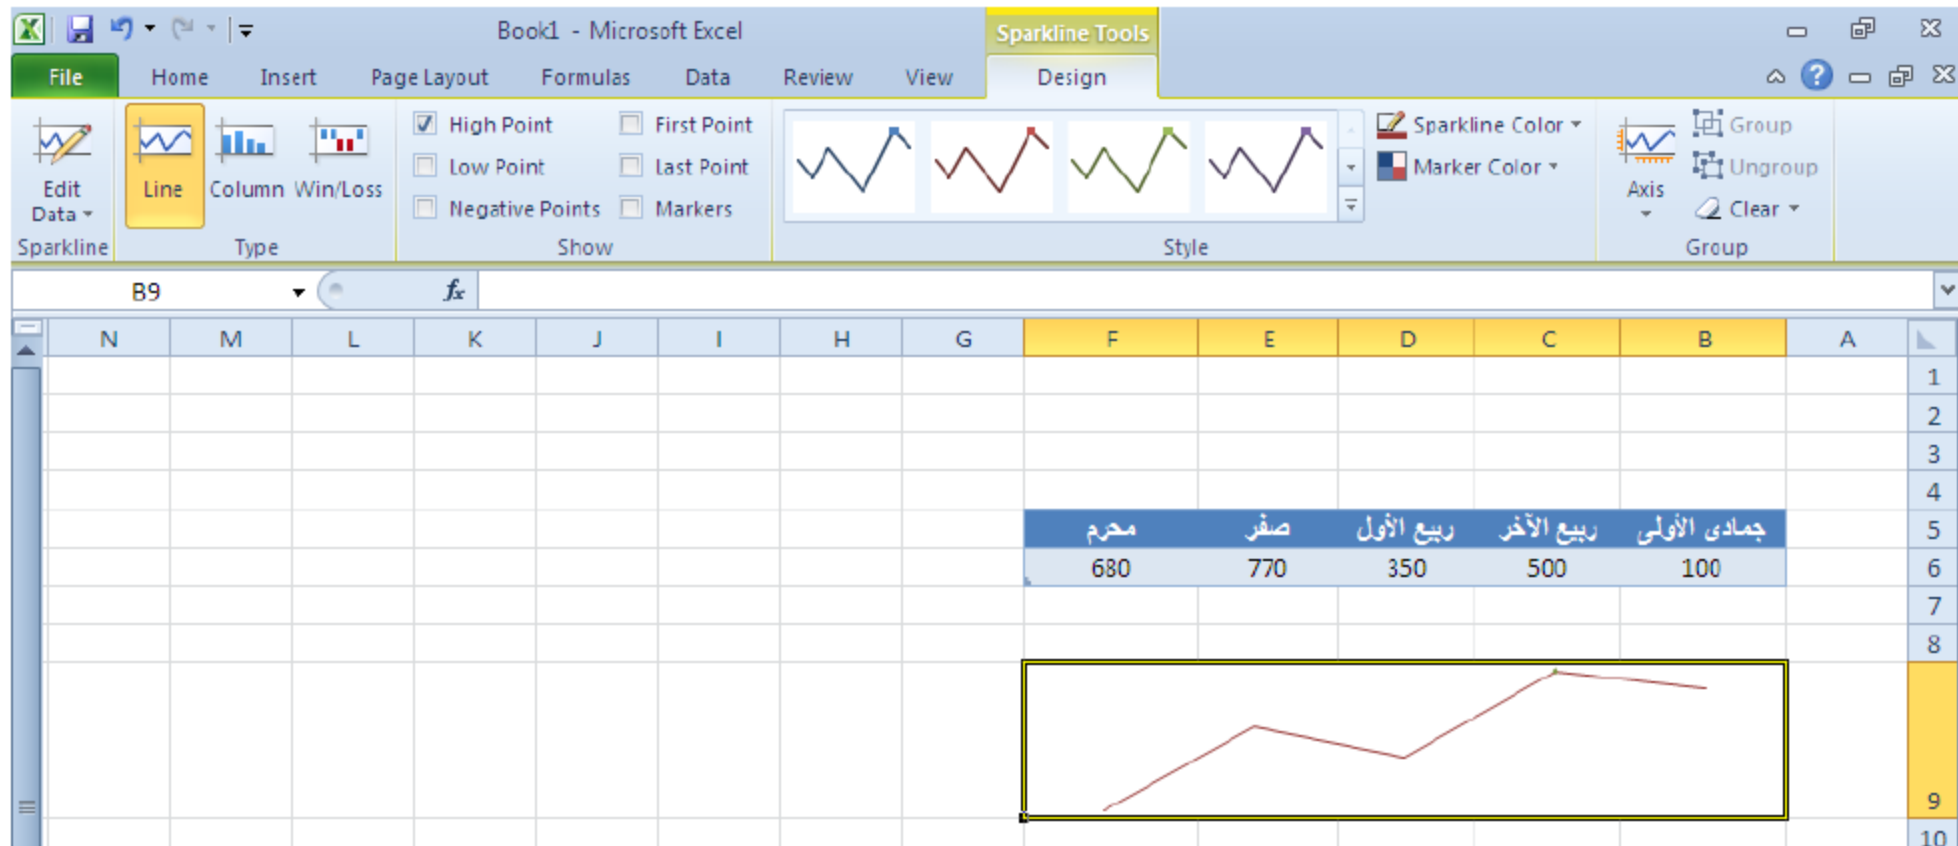 Book1 - Microsoft Excel
Sparkline Tools
File Home Insert Page Layout Formulas Data Review View Design
Edit Data
Line Column Win/Loss
High Point First Point
Low Point Last Point
Negative Points Markers
Sparkline Color
Marker Color
Axis
Group
Ungroup
Clear
Sparkline Type Show Style Group
B9 fx
N M L K J I H G F E D C B A
1
2
3
4
جمادى الأولى ربيع الآخر ربيع الأول صفر محرم 5
680 770 350 500 100 6
7
8
9
10